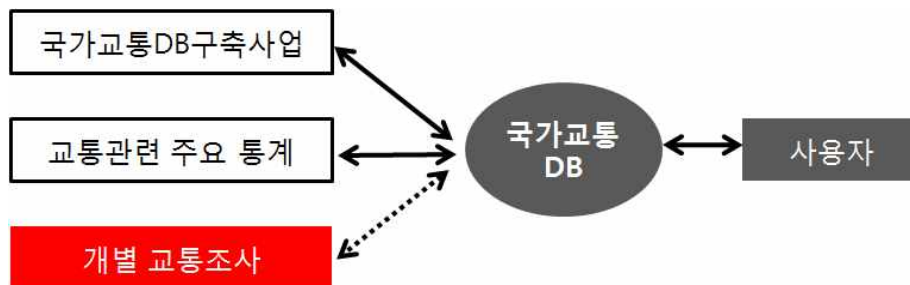 국가교통DB구축사업
교통관련 주요 통계
개별 교통조사
국가교통
DB
사용자